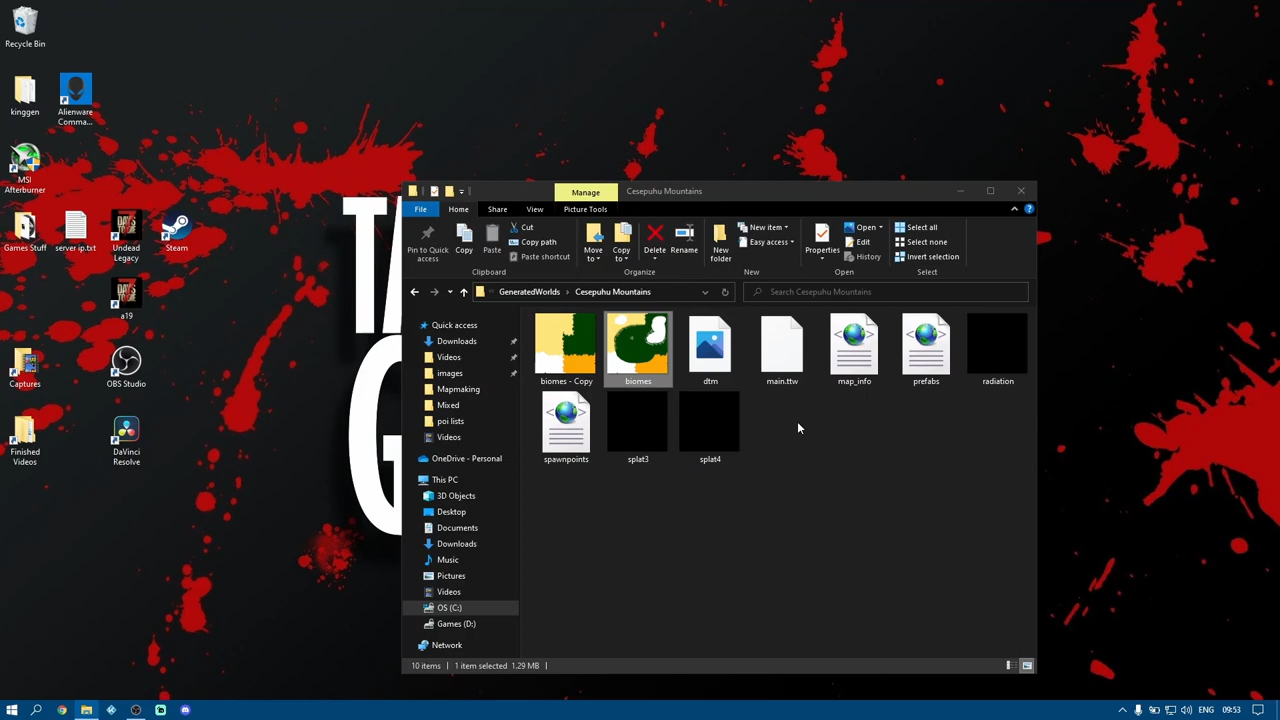 Recycle Bin
kinggen
Alienware
Comma...
MSI
Afterburner
Games Stuff
server ip.txt
Undead
Legacy
Steam
a19
Captures
OBS Studio
Finished
Videos
DaVinci
Resolve
TA
G
Manage
Cesepuhu Mountains
File
Home
Share
View
Picture Tools
Pin to Quick
access
Copy
Paste
Cut
Copy path
Paste shortcut
Clipboard
Move
to
Copy
to
Delete
Rename
Organize
New
folder
New item
Easy access
New
Properties
Open
Edit
History
Open
Select all
Select none
Invert selection
Select
GeneratedWorlds > Cesepuhu Mountains
Search Cesepuhu Mountains
Quick access
Downloads
Videos
images
Mapmaking
Mixed
poi lists
Videos
OneDrive - Personal
This PC
3D Objects
Desktop
Documents
Downloads
Music
Pictures
Videos
OS (C:)
Games (D:)
Network
biomes - Copy
biomes
dtm
main.ttw
map_info
prefabs
radiation
spawnpoints
splat3
splat4
10 items
1 item selected 1.29 MB
ENG
09:53